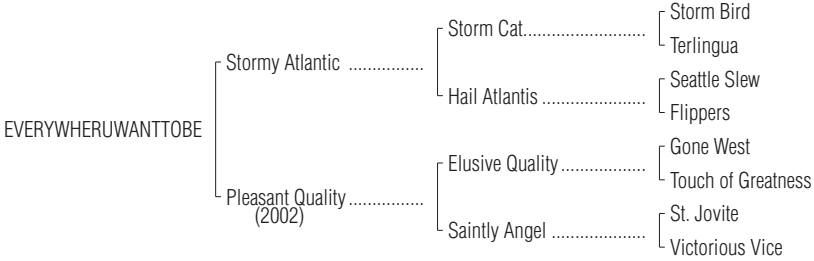 Storm Bird
Storm Cat..........................
Terlingua
Stormy Atlantic ................
Seattle Slew
Hail Atlantis ......................
Flippers
EVERYWHERUWANTTOBE
Gone West
Elusive Quality..................
Touch of Greatness
Pleasant Quality................
(2002)
St. Jovite
Saintly Angel ....................
Victorious Vice